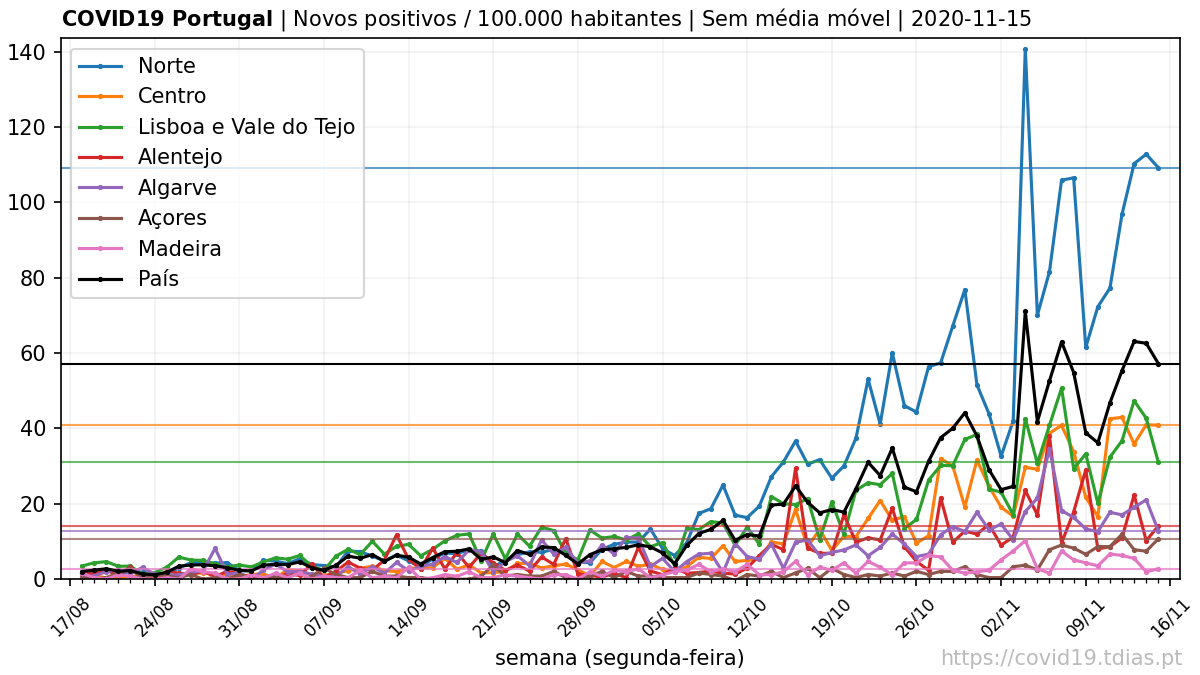 COVID19 Portugal | Novos positivos / 100.000 habitantes | Sem média móvel | 2020-11-15
140
120
100
80
60
40
20
0
Norte
Centro
Lisboa e Vale do Tejo
Alentejo
Algarve
Açores
Madeira
País
17/08
24/08
31/08
07/09
14/09
21/09
28/09
05/10
12/10
19/10
26/10
02/11
09/11
16/11
semana (segunda-feira)
https://covid19.tdias.pt